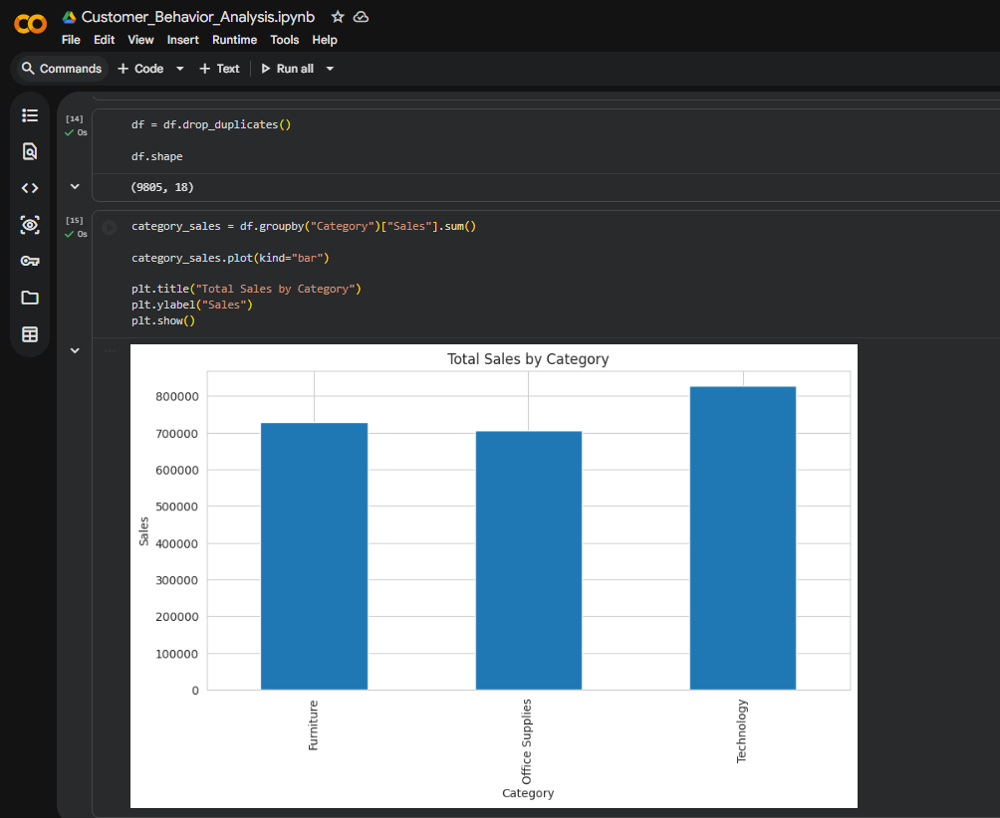 Customer_Behavior_Analysis.ipynb
File Edit View Insert Runtime Tools Help
Commands + Code + Text Run all
[14]
0s
df = df.drop_duplicates()
df.shape
(9805, 18)
[15]
0s
category_sales = df.groupby("Category")["Sales"].sum()
category_sales.plot(kind="bar")
plt.title("Total Sales by Category")
plt.ylabel("Sales")
plt.show()
Total Sales by Category
800000
700000
600000
500000
400000
300000
200000
100000
0
Sales
Furniture
Office Supplies
Technology
Category